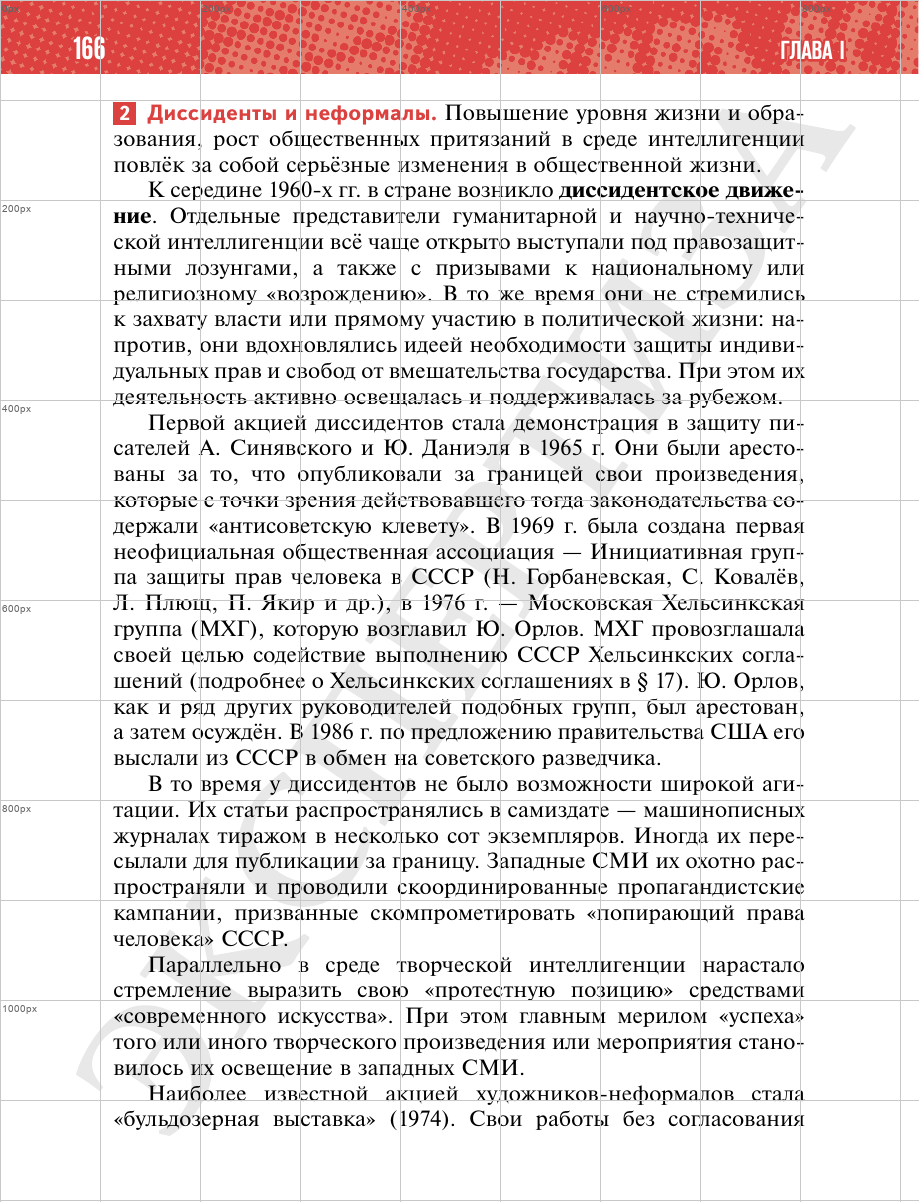 166
ГЛАВА I
2 Диссиденты и неформалы. Повышение уровня жизни и обра-
зования, рост общественных притязаний в среде интеллигенции
повлёк за собой серьёзные изменения в общественной жизни.
К середине 1960-х гг. в стране возникло диссидентское движе-
ние. Отдельные представители гуманитарной и научно-техниче-
ской интеллигенции всё чаще открыто выступали под правозащит-
ными лозунгами, а также с призывами к национальному или
религиозному «возрождению». В то же время они не стремились
к захвату власти или прямому участию в политической жизни: на-
против, они вдохновлялись идеей необходимости защиты индиви-
дуальных прав и свобод от вмешательства государства. При этом их
деятельность активно освещалась и поддерживалась за рубежом.
Первой акцией диссидентов стала демонстрация в защиту пи-
сателей А. Синявского и Ю. Даниэля в 1965 г. Они были аресто-
ваны за то, что опубликовали за границей свои произведения,
которые с точки зрения действовавшего тогда законодательства со-
держали «антисоветскую клевету». В 1969 г. была создана первая
неофициальная общественная ассоциация — Инициативная груп-
па защиты прав человека в СССР (Н. Горбаневская, С. Ковалёв,
Л. Плющ, П. Якир и др.), в 1976 г. — Московская Хельсинкская
группа (МХГ), которую возглавил Ю. Орлов. МХГ провозглашала
своей целью содействие выполнению СССР Хельсинкских согла-
шений (подробнее о Хельсинкских соглашениях в § 17). Ю. Орлов,
как и ряд других руководителей подобных групп, был арестован,
а затем осуждён. В 1986 г. по предложению правительства США его
выслали из СССР в обмен на советского разведчика.
В то время у диссидентов не было возможности широкой аги-
тации. Их статьи распространялись в самиздате — машинописных
журналах тиражом в несколько сот экземпляров. Иногда их пере-
сылали для публикации за границу. Западные СМИ их охотно рас-
пространяли и проводили скоординированные пропагандистские
кампании, призванные скомпрометировать «попирающий права
человека» СССР.
Параллельно в среде творческой интеллигенции нарастало
стремление выразить свою «протестную позицию» средствами
«современного искусства». При этом главным мерилом «успеха»
того или иного творческого произведения или мероприятия стано-
вилось их освещение в западных СМИ.
Наиболее известной акцией художников-неформалов стала
«бульдозерная выставка» (1974). Свои работы без согласования
200px
400px
600px
800px
1000px
ЭКСПЕРТИЗА